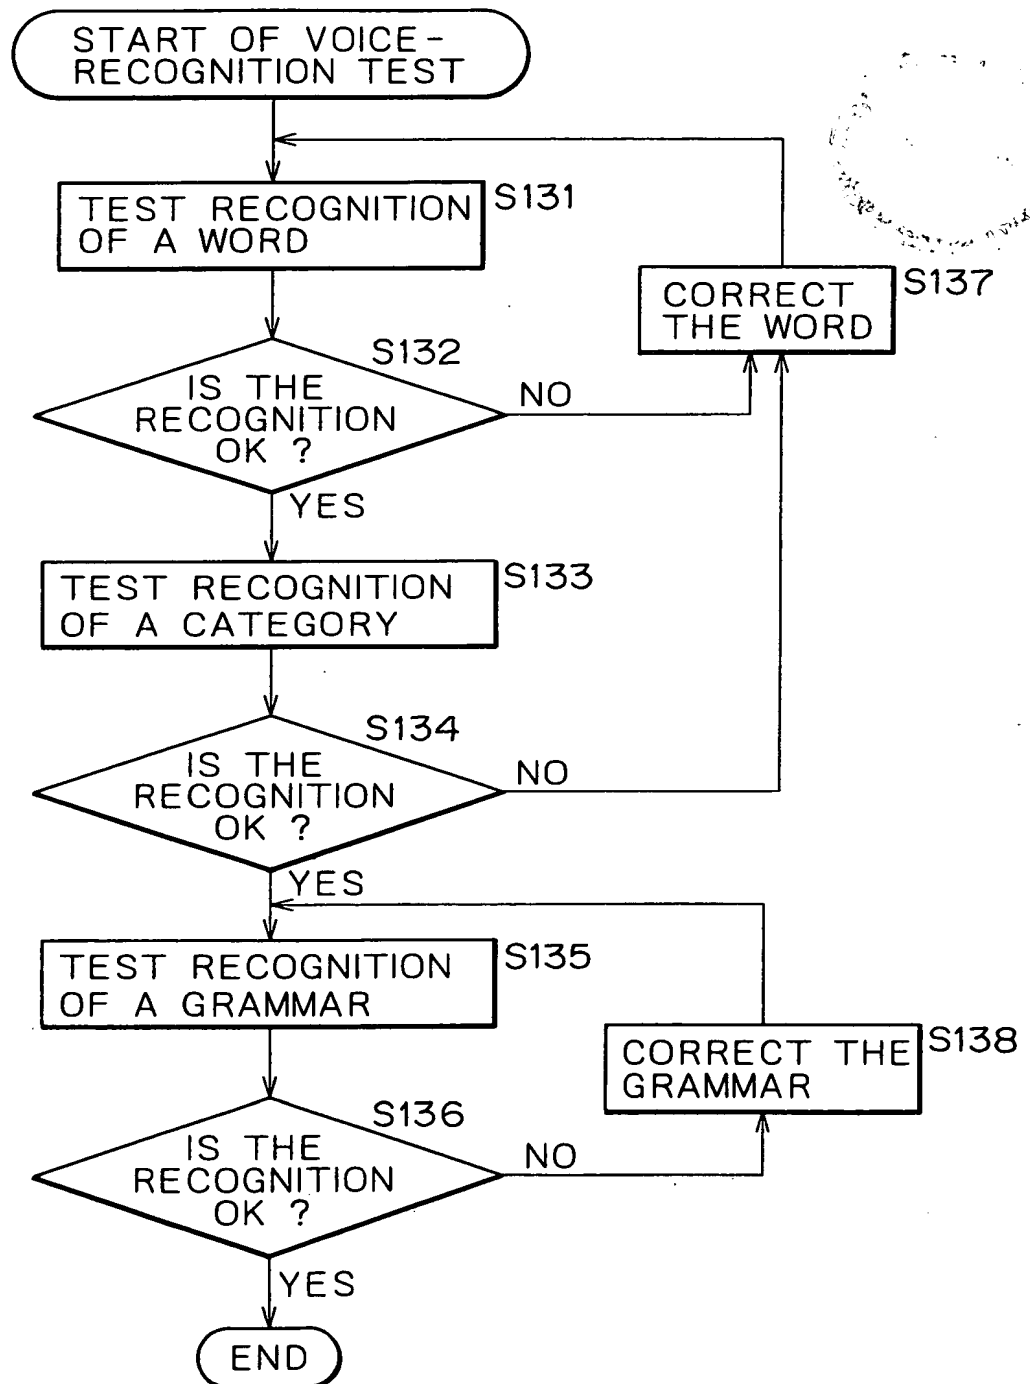 START OF VOICE-
RECOGNITION TEST
TEST RECOGNITION
OF A WORD
S131
CORRECT
THE WORD
S137
S132
IS THE
RECOGNITION
OK ?
NO
YES
TEST RECOGNITION
OF A CATEGORY
S133
S134
IS THE
RECOGNITION
OK ?
NO
YES
TEST RECOGNITION
OF A GRAMMAR
S135
CORRECT THE
GRAMMAR
S138
S136
IS THE
RECOGNITION
OK ?
NO
YES
END